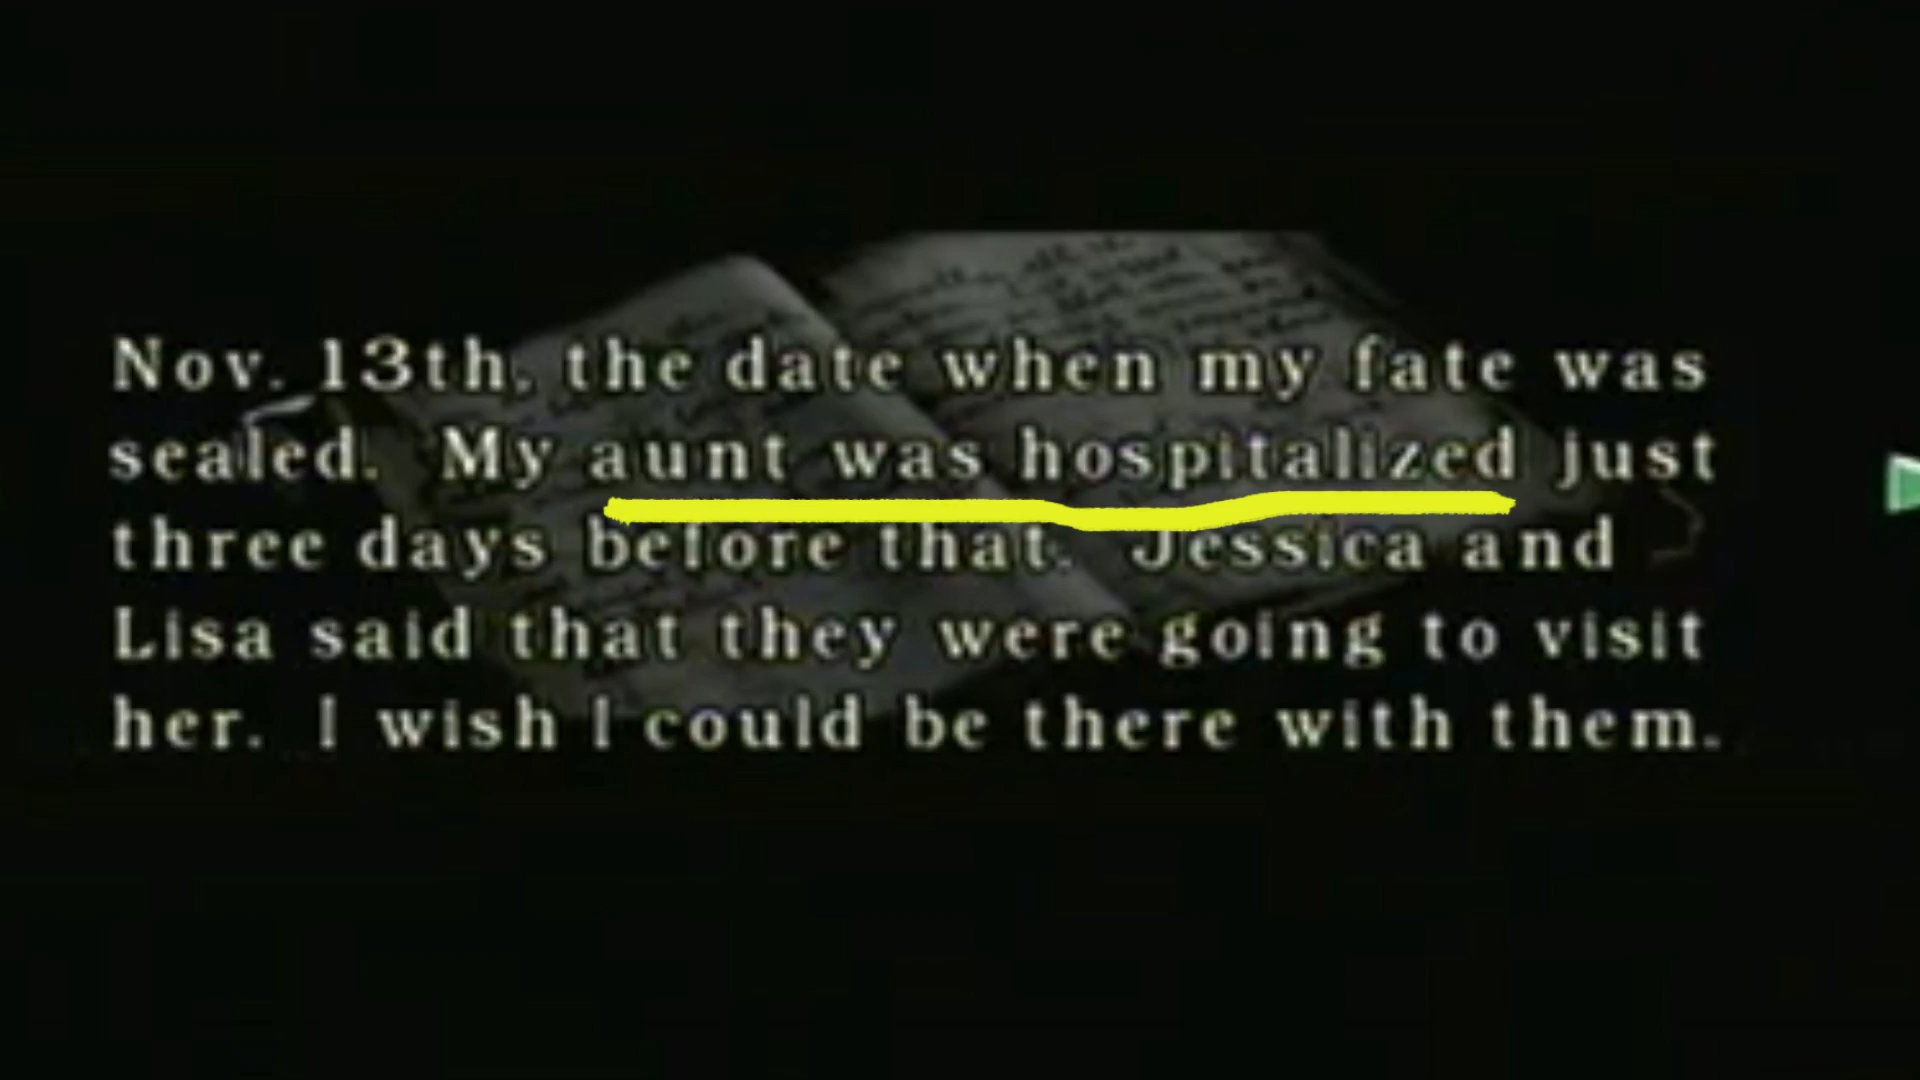 Nov. 13th, the date when my fate was
sealed. My aunt was hospitalized just
three days before that. Jessica and
Lisa said that they were going to visit
her. I wish I could be there with them.